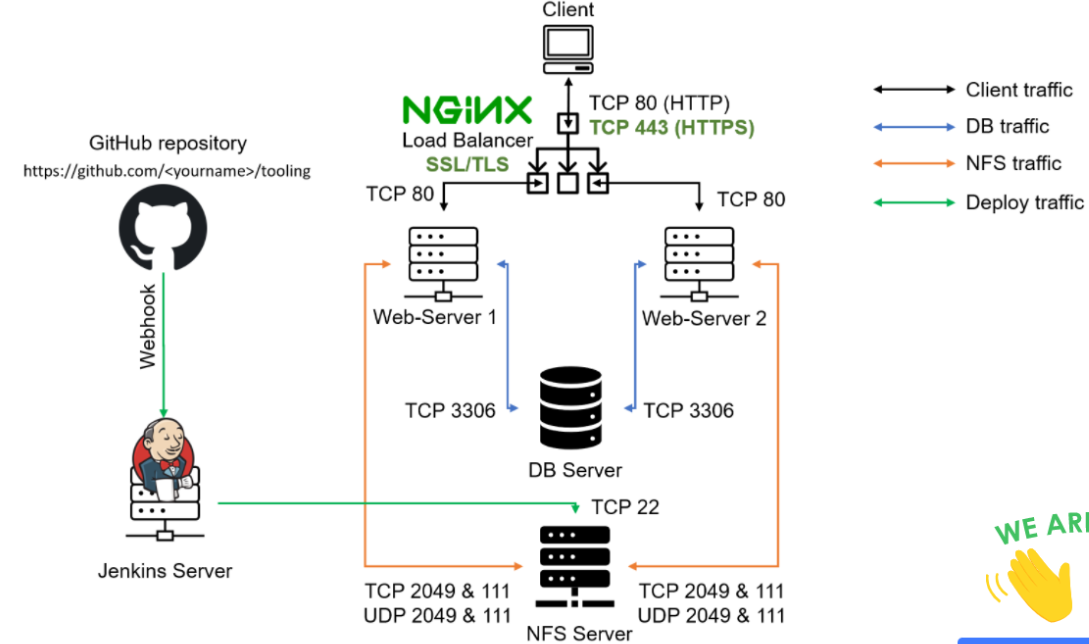 Client
NGiNX
Load Balancer
SSL/TLS
TCP 80 (HTTP)
TCP 443 (HTTPS)
Client traffic
DB traffic
NFS traffic
Deploy traffic
GitHub repository
https://github.com/<yourname>/tooling
Webhook
Jenkins Server
TCP 80
TCP 80
Web-Server 1
Web-Server 2
TCP 3306
TCP 3306
DB Server
TCP 22
TCP 2049 & 111
UDP 2049 & 111
TCP 2049 & 111
UDP 2049 & 111
NFS Server
WE ARE